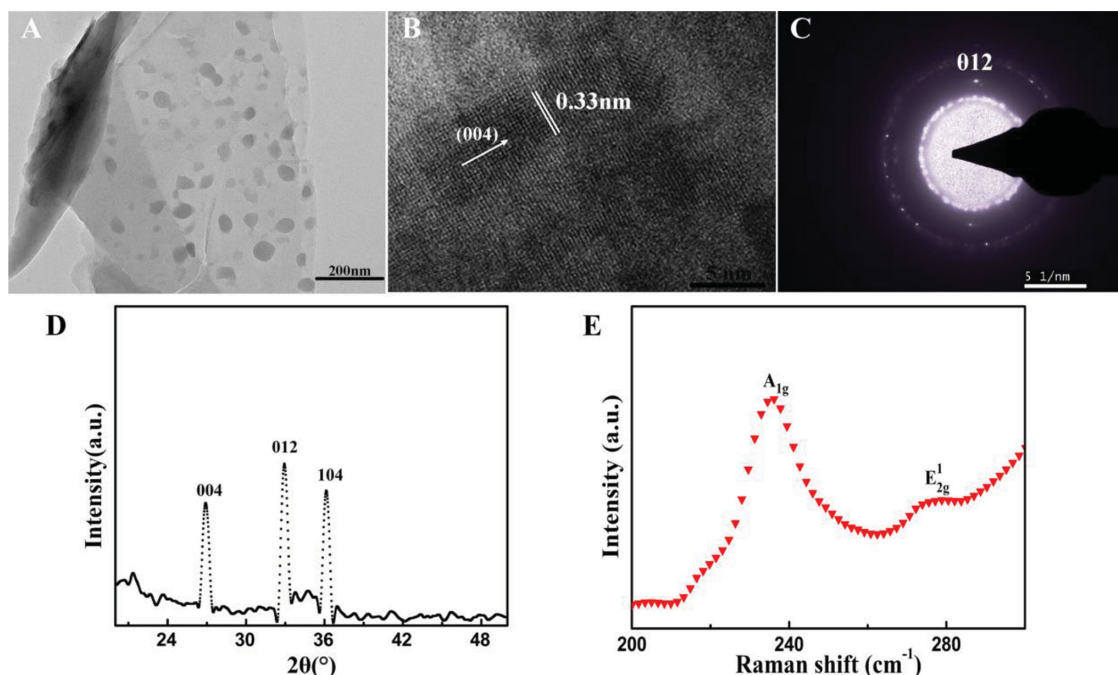 A
200nm
B
0.33nm
(004)
5 nm
C
012
5 1/nm
D
Intensity(a.u.)
004
012
104
24 30 36 42 48
2θ(°)
E
Intensity (a.u.)
A1g
E¹2g
200 240 280
Raman shift (cm⁻¹)